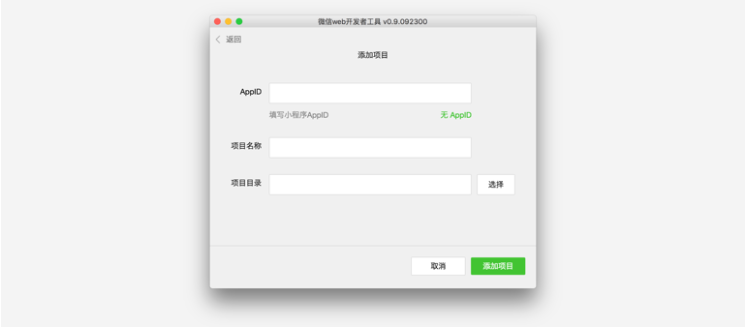 微信web开发者工具 v0.9.092300
返回
添加项目
AppID
填写小程序AppID 无 AppID
项目名称
项目目录 选择
取消 添加项目